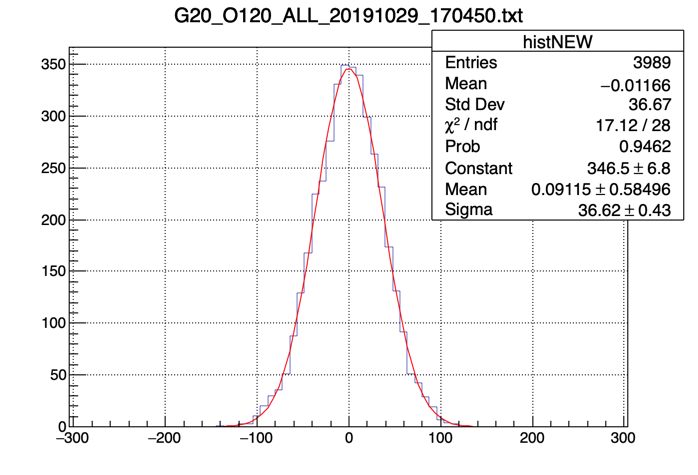 G20_O120_ALL_20191029_170450.txt
histNEW
Entries 3989
Mean −0.01166
Std Dev 36.67
χ² / ndf 17.12 / 28
Prob 0.9462
Constant 346.5 ± 6.8
Mean 0.09115 ± 0.58496
Sigma 36.62 ± 0.43
350
300
250
200
150
100
50
0
−300 −200 −100 0 100 200 300